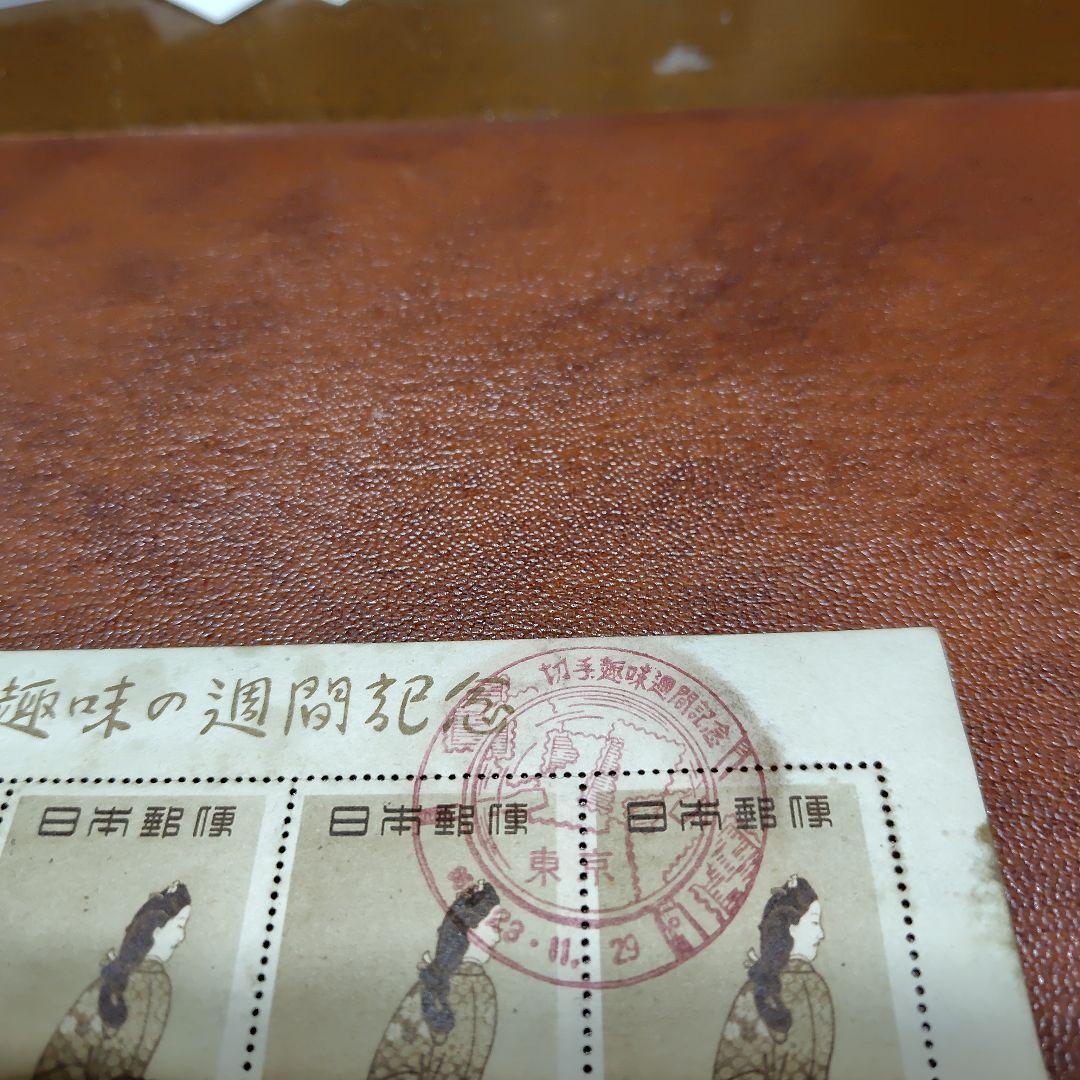 趣味の週間記念
切手趣味週間記念
日本郵便 日本郵便 日本郵便
東京
23.11.29